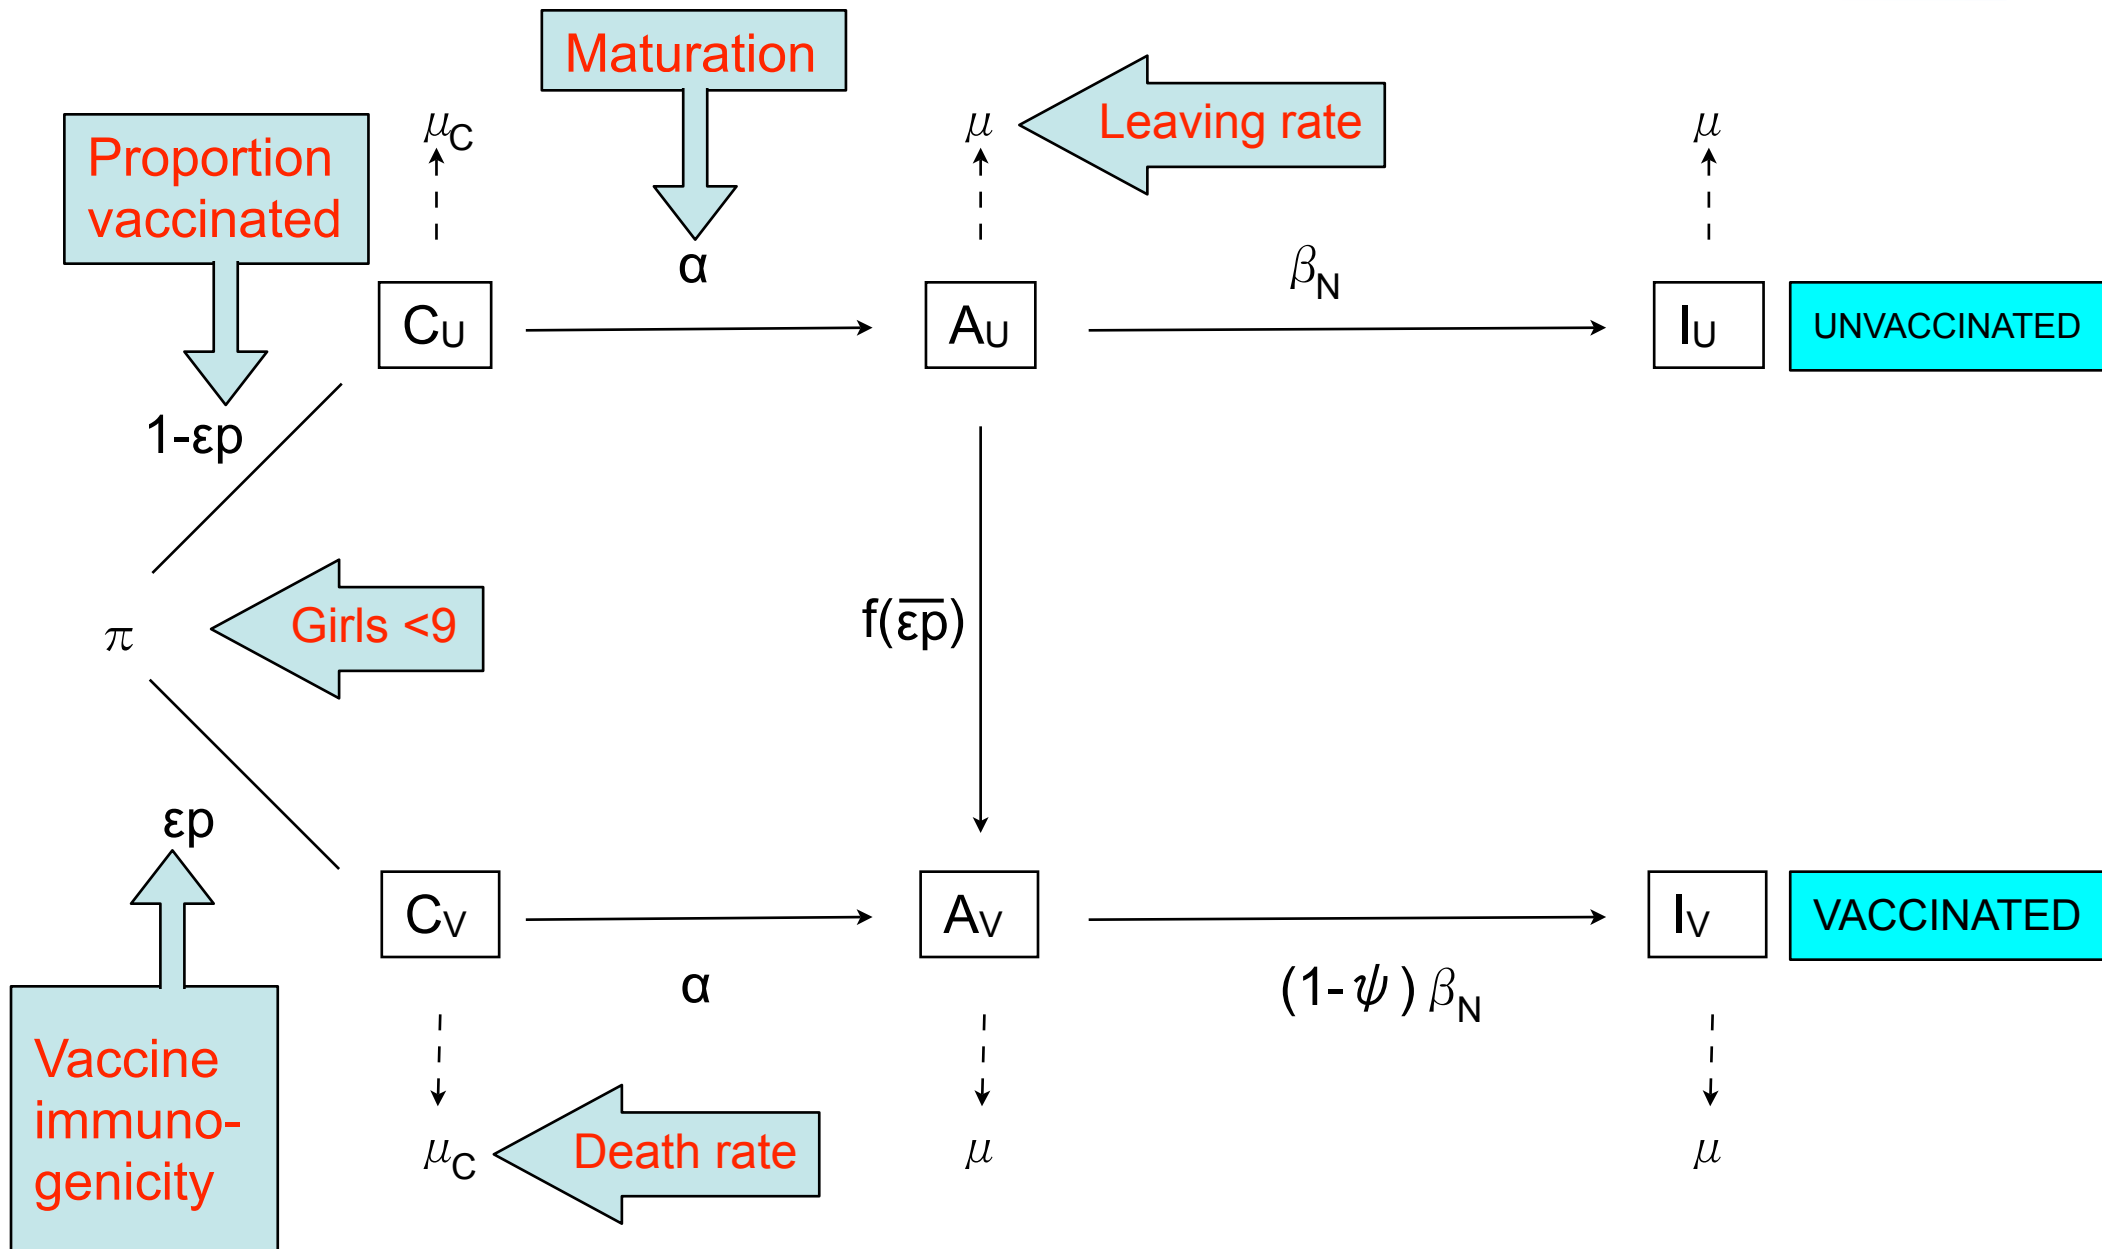 Maturation
μC
μ
Leaving rate
μ
Proportion
vaccinated
α
βN
CU
AU
IU
UNVACCINATED
1-εp
π
Girls <9
f(ε̅p̅)
εp
CV
AV
IV
VACCINATED
α
(1-ψ) βN
Vaccine
immuno-
genicity
μC
Death rate
μ
μ